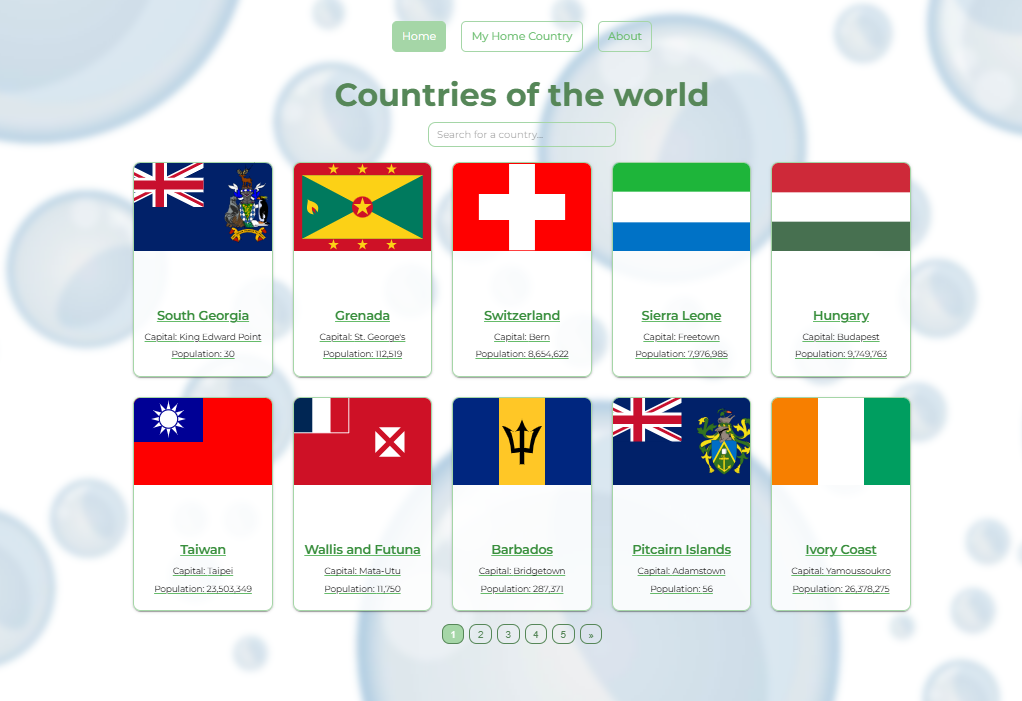 Home My Home Country About
Countries of the world
Search for a country...
South Georgia Grenada Switzerland Sierra Leone Hungary
Capital: King Edward Point Capital: St. George's Capital: Bern Capital: Freetown Capital: Budapest
Population: 30 Population: 112,519 Population: 8,654,622 Population: 7,976,985 Population: 9,749,763
Taiwan Wallis and Futuna Barbados Pitcairn Islands Ivory Coast
Capital: Taipei Capital: Mata-Utu Capital: Bridgetown Capital: Adamstown Capital: Yamoussoukro
Population: 23,503,349 Population: 11,750 Population: 287,371 Population: 56 Population: 26,378,275
1 2 3 4 5 »